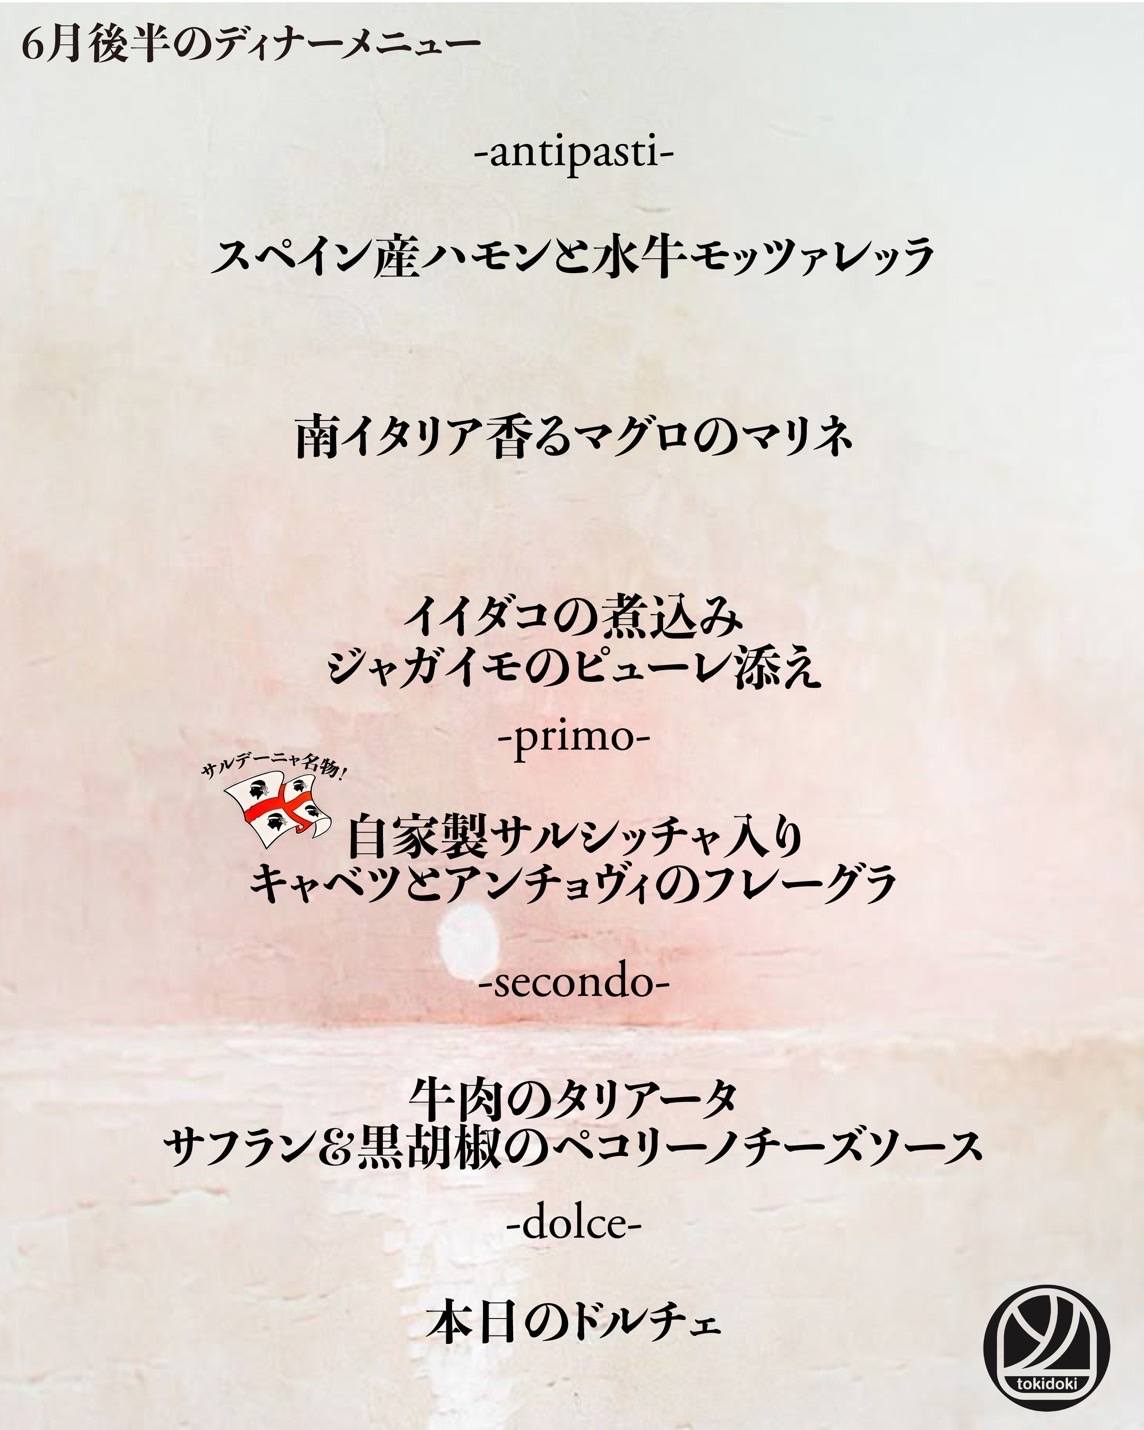 6月後半のディナーメニュー
-antipasti-
スペイン産ハモンと水牛モッツァレッラ
南イタリア香るマグロのマリネ
イイダコの煮込み
ジャガイモのピューレ添え
-primo-
サルデーニャ名物！
自家製サルシッチャ入り
キャベツとアンチョヴィのフレーグラ
-secondo-
牛肉のタリアータ
サフラン&黒胡椒のペコリーノチーズソース
-dolce-
本日のドルチェ
tokidoki